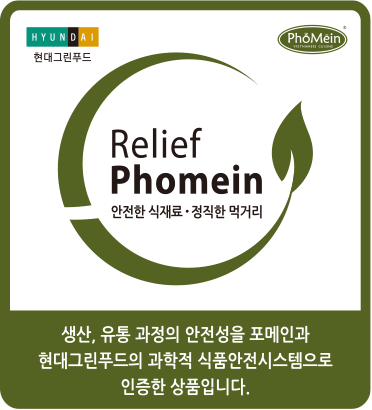 HYUNDAI
현대그린푸드
PhōMein®
VIETNAMESE CUISINE
Relief
Phomein
안전한 식재료 • 정직한 먹거리
생산, 유통 과정의 안전성을 포메인과
현대그린푸드의 과학적 식품안전시스템으로
인증한 상품입니다.